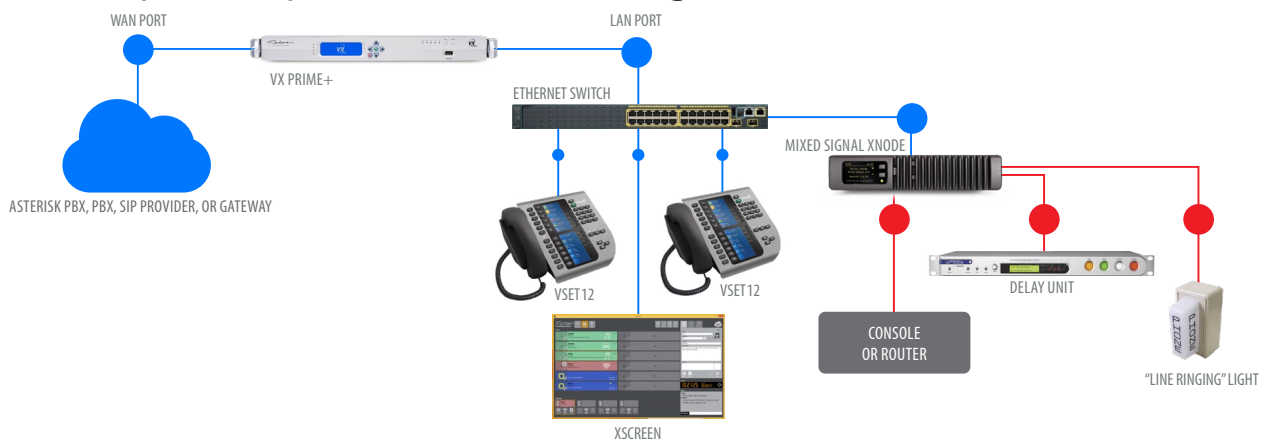 WAN PORT
LAN PORT
VX PRIME+
ETHERNET SWITCH
MIXED SIGNAL XNODE
ASTERISK PBX, PBX, SIP PROVIDER, OR GATEWAY
VSET12
VSET12
DELAY UNIT
CONSOLE
OR ROUTER
"LINE RINGING" LIGHT
XSCREEN